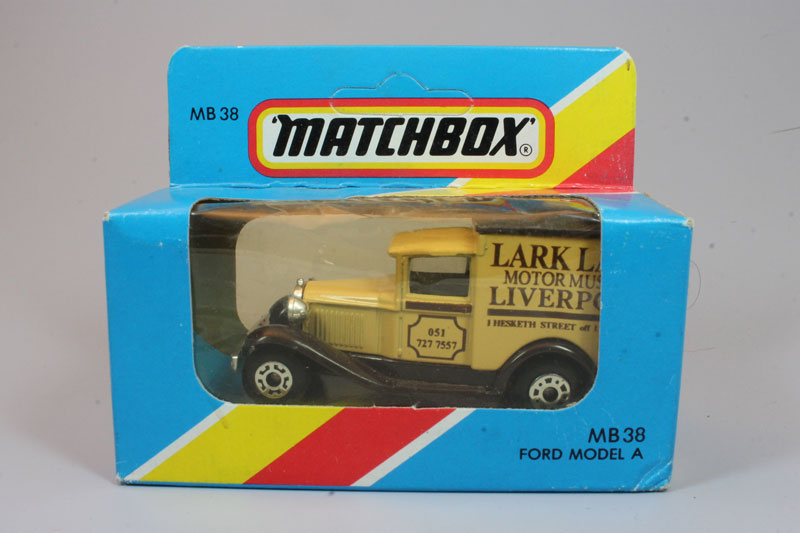 MB 38
'MATCHBOX'®
LARK LA
MOTOR MUS
LIVERPO
1 HESKETH STREET off
051
727 7557
MB 38
FORD MODEL A